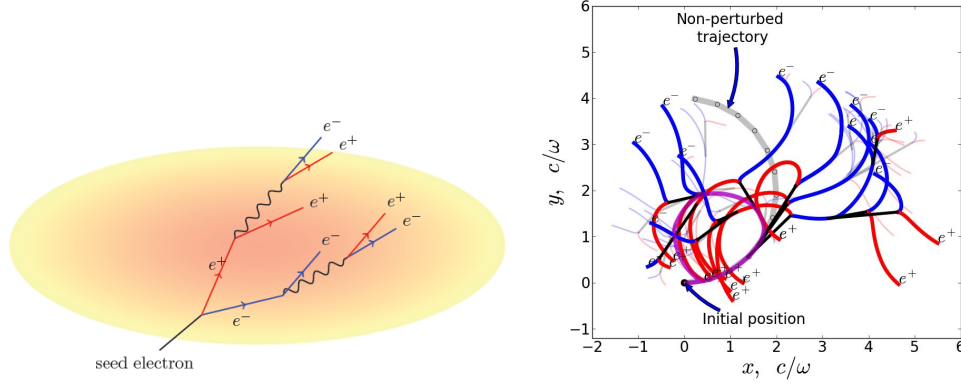 e⁻
e⁺
e⁺
e⁺
e⁻
e⁻
e⁺
e⁻
seed electron
Non-perturbed
trajectory
6
5
4
3
2
1
0
−1
y, c/ω
e⁻
e⁻
e⁻
e⁻
e⁻
e⁻
e⁺
e⁻
e⁻
e⁻
e⁻
e⁻
e⁺
e⁺
e⁻
e⁺
e⁺
e⁺
e⁺
e⁺
e⁺
Initial position
−2
−1
0
1
2
3
4
5
6
x, c/ω